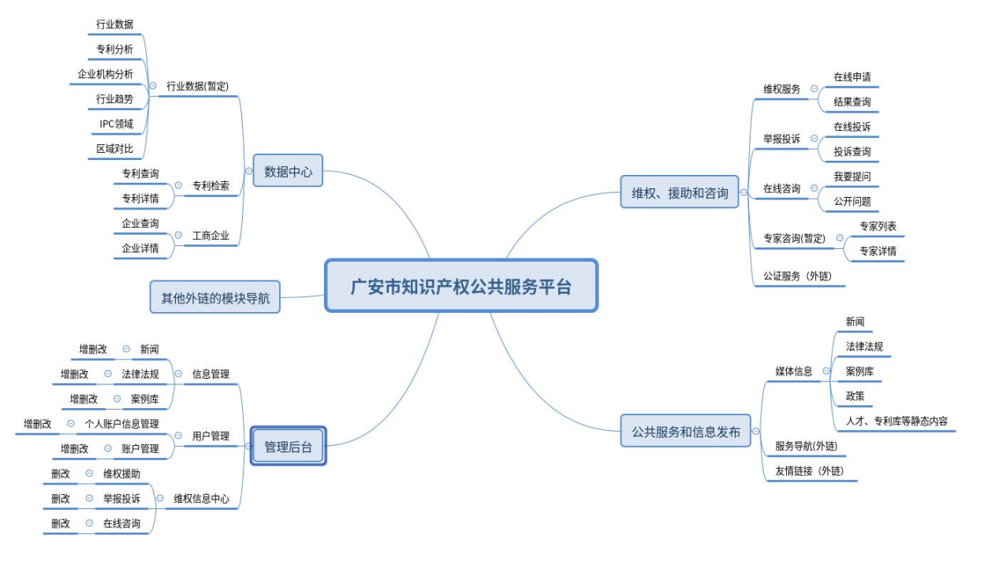 广安市知识产权公共服务平台
数据中心
行业数据(暂定)
行业数据
专利分析
企业机构分析
行业趋势
IPC领域
区域对比
专利检索
专利查询
专利详情
工商企业
企业查询
企业详情
其他外链的模块导航
管理后台
信息管理
新闻
增删改
法律法规
增删改
案例库
增删改
用户管理
个人账户信息管理
增删改
账户管理
增删改
维权信息中心
维权援助
删改
举报投诉
删改
在线咨询
删改
维权、援助和咨询
维权服务
在线申请
结果查询
举报投诉
在线投诉
投诉查询
在线咨询
我要提问
公开问题
专家咨询(暂定)
专家列表
专家详情
公证服务（外链）
公共服务和信息发布
媒体信息
新闻
法律法规
案例库
政策
人才、专利库等静态内容
服务导航(外链)
友情链接（外链）